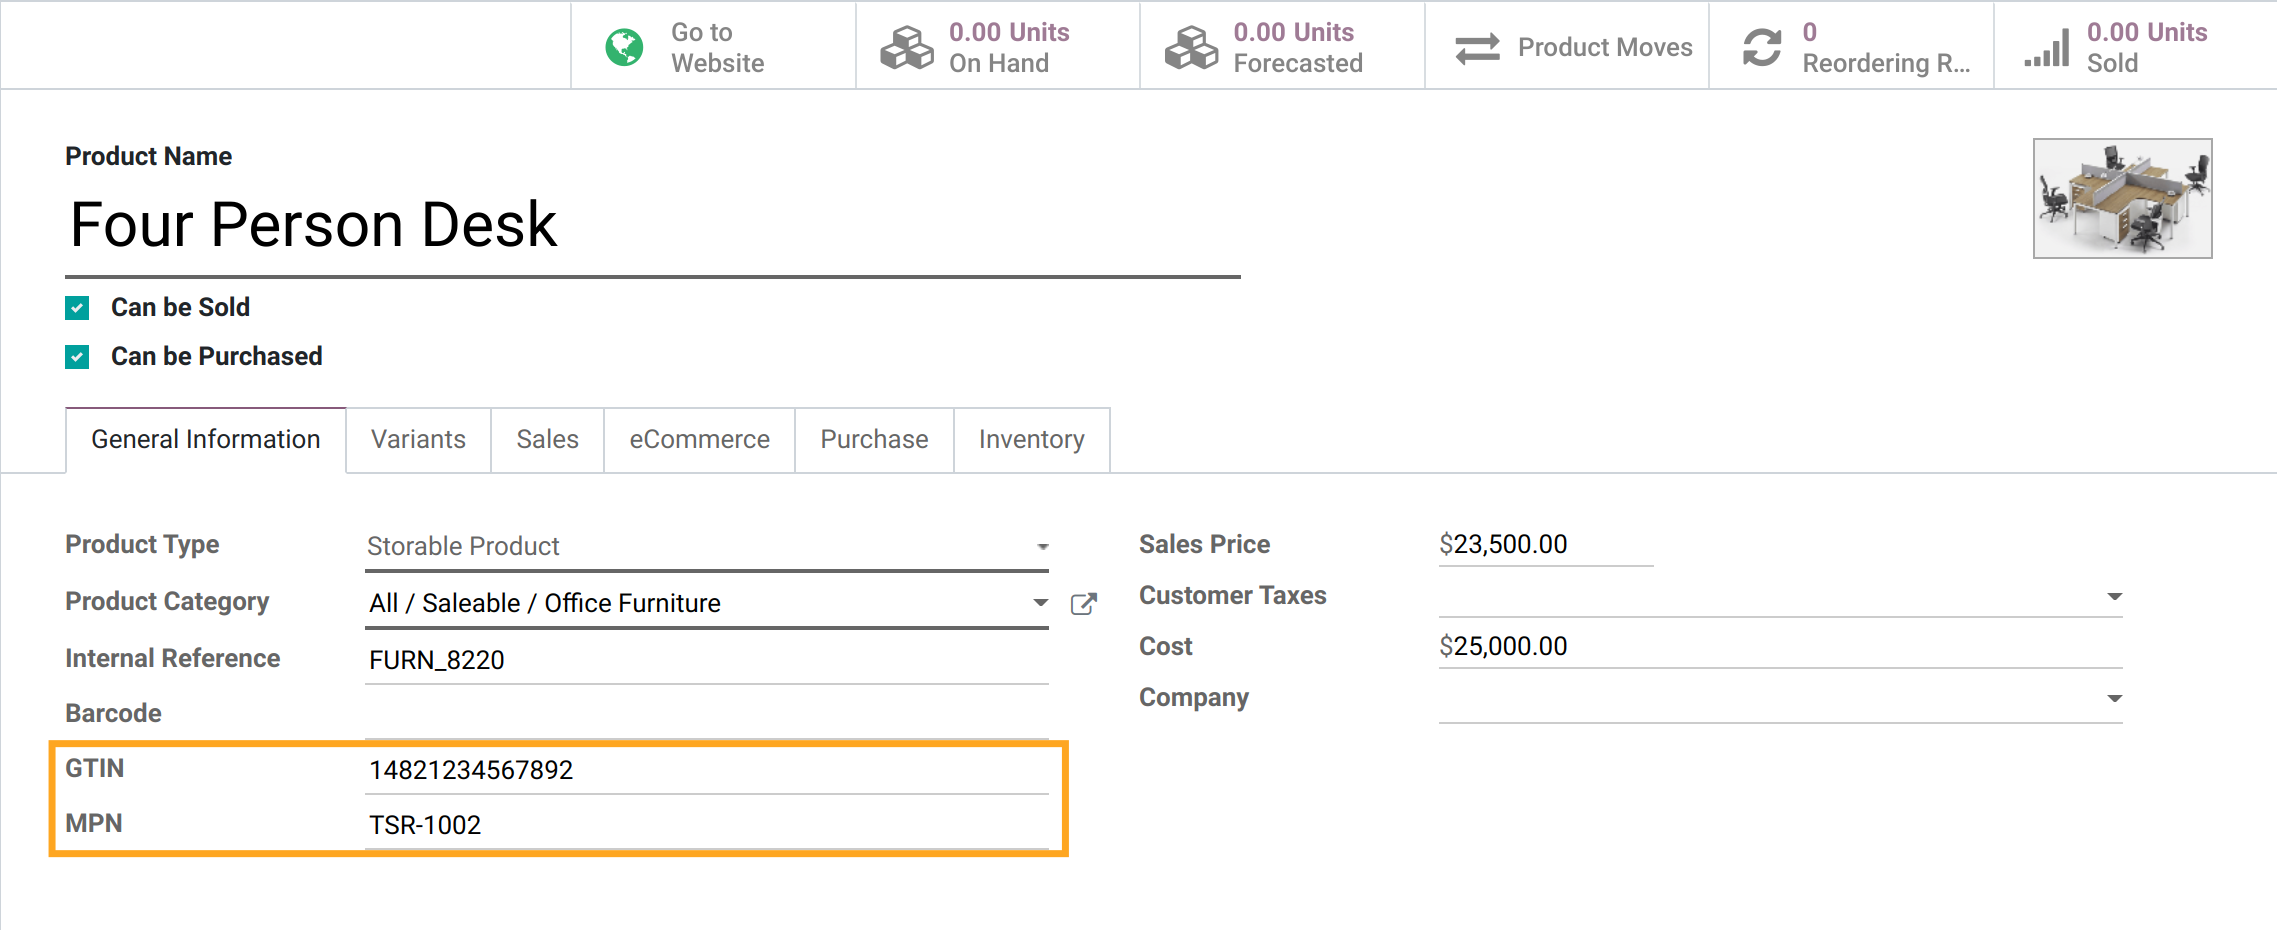 Go to
Website
0.00 Units
On Hand
0.00 Units
Forecasted
Product Moves
0
Reordering R...
0.00 Units
Sold
Product Name
Four Person Desk
Can be Sold
Can be Purchased
General Information
Variants
Sales
eCommerce
Purchase
Inventory
Product Type
Storable Product
Product Category
All / Saleable / Office Furniture
Internal Reference
FURN_8220
Barcode
GTIN
14821234567892
MPN
TSR-1002
Sales Price
$23,500.00
Customer Taxes
Cost
$25,000.00
Company